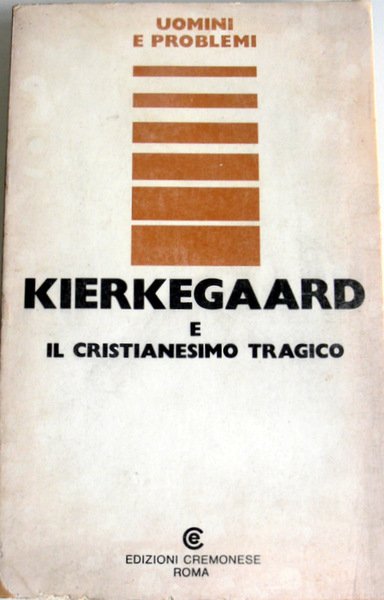 UOMINI
E PROBLEMI
KIERKEGAARD
E
IL CRISTIANESIMO TRAGICO
EDIZIONI CREMONESE
ROMA